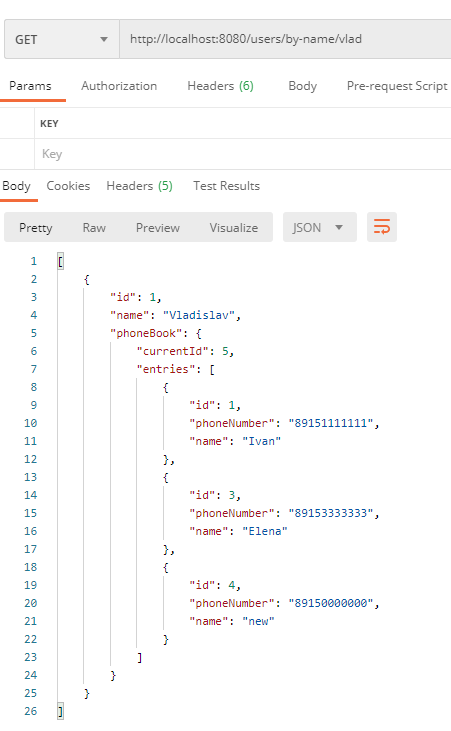 GET http://localhost:8080/users/by-name/vlad
Params Authorization Headers (6) Body Pre-request Script
KEY
Key
Body Cookies Headers (5) Test Results
Pretty Raw Preview Visualize JSON
1 [
2 {
3 "id": 1,
4 "name": "Vladislav",
5 "phoneBook": {
6 "currentId": 5,
7 "entries": [
8 {
9 "id": 1,
10 "phoneNumber": "89151111111",
11 "name": "Ivan"
12 },
13 {
14 "id": 3,
15 "phoneNumber": "89153333333",
16 "name": "Elena"
17 },
18 {
19 "id": 4,
20 "phoneNumber": "89150000000",
21 "name": "new"
22 }
23 ]
24 }
25 }
26 ]